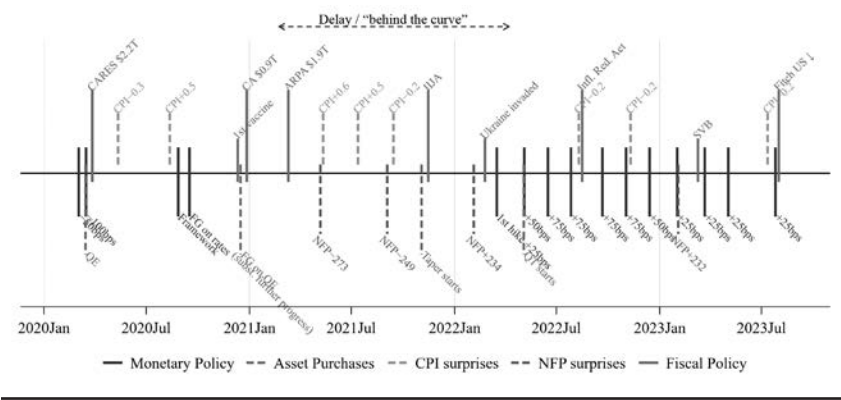 Delay / “behind the curve”
CARES $2.2T
CPI−0.3
CPI+0.5
1st vaccine
CA $0.9T
ARPA $1.9T
CPI+0.6
CPI+0.5
CPI−0.2
IIJA
Ukraine invaded
CPI−0.2
Infl. Red. Act
CPI−0.2
SVB
CPI−0.2
Fitch US ↓
−100bps
QE
Framework
FG on rates
FG on QE (subst. further progress)
NFP−273
NFP−249
Taper starts
NFP+234
1st hike +25bps
+50bps
QT starts
+75bps
+75bps
+75bps
+75bps
+50bps
+25bps
NFP+232
+25bps
+25bps
+25bps
2020Jan
2020Jul
2021Jan
2021Jul
2022Jan
2022Jul
2023Jan
2023Jul
Monetary Policy
Asset Purchases
CPI surprises
NFP surprises
Fiscal Policy